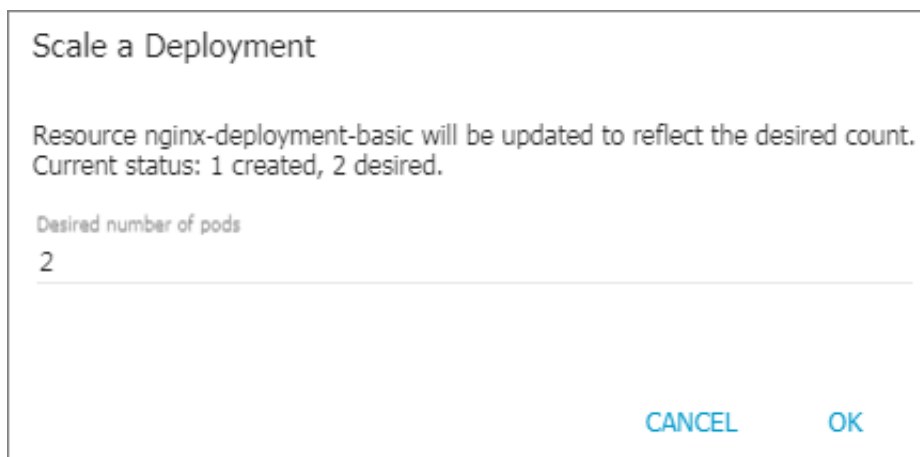 Scale a Deployment
Resource nginx-deployment-basic will be updated to reflect the desired count.
Current status: 1 created, 2 desired.
Desired number of pods
2
CANCEL OK